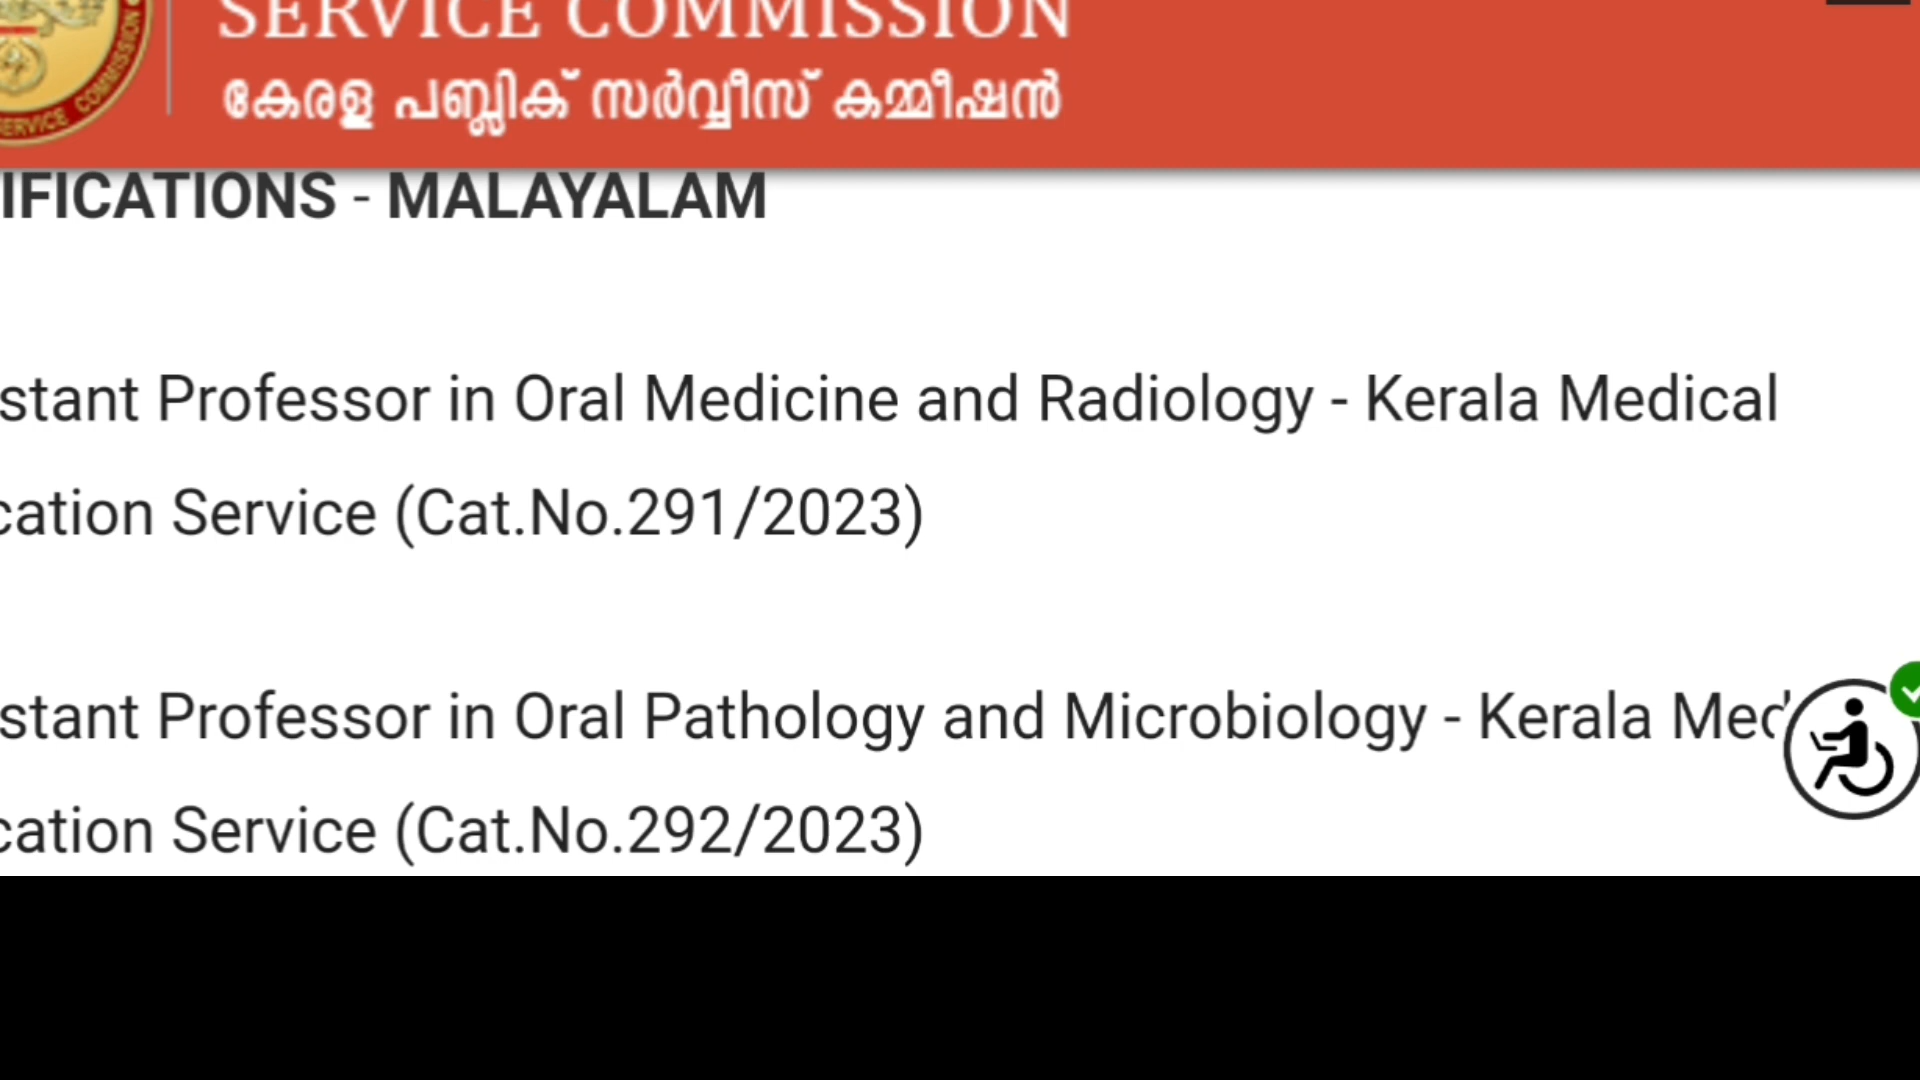 SERVICE COMMISSION
കേരള പബ്ലിക് സർവ്വീസ് കമ്മീഷൻ
SERVICE COMMISSION
IFICATIONS - MALAYALAM
stant Professor in Oral Medicine and Radiology - Kerala Medical
cation Service (Cat.No.291/2023)
stant Professor in Oral Pathology and Microbiology - Kerala Med
cation Service (Cat.No.292/2023)